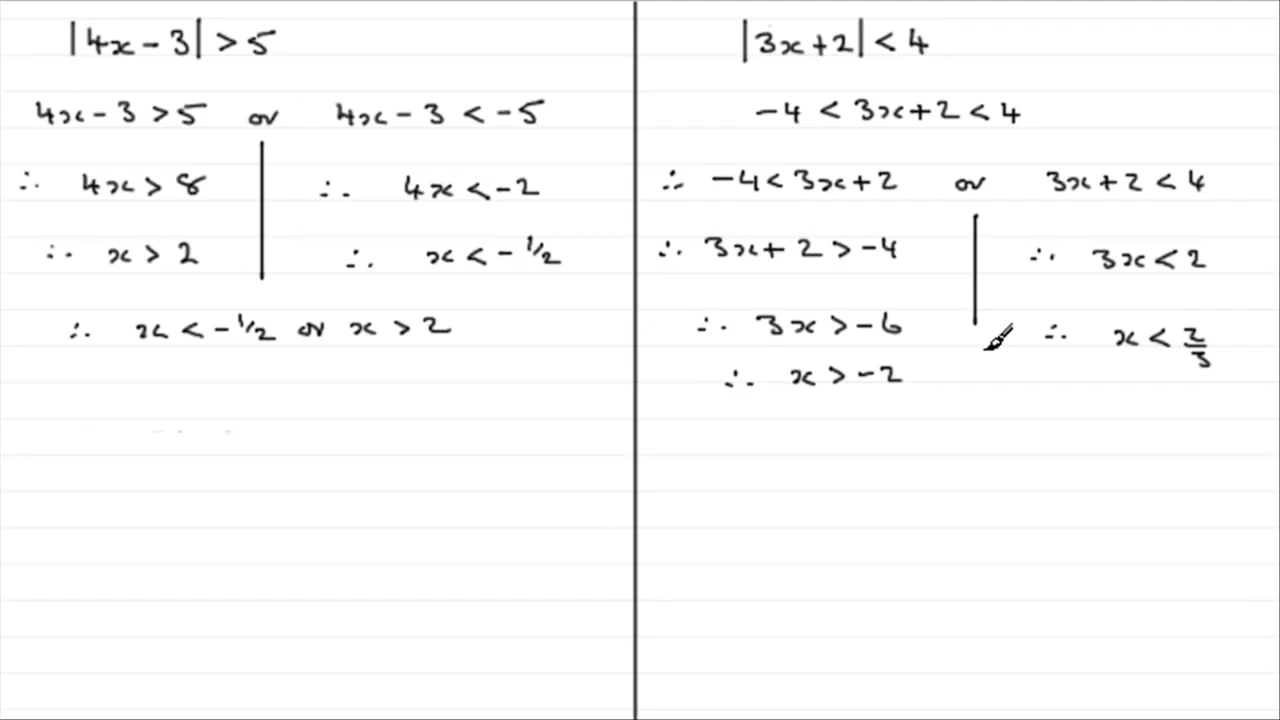 |4x - 3| > 5
4x - 3 > 5 or 4x - 3 < -5
∴ 4x > 8 ∴ 4x < -2
∴ x > 2 ∴ x < - 1/2
∴ x < - 1/2 or x > 2
|3x + 2| < 4
-4 < 3x + 2 < 4
∴ -4 < 3x + 2 or 3x + 2 < 4
∴ 3x + 2 > -4 ∴ 3x < 2
∴ 3x > -6 ∴ x < 2/3
∴ x > -2